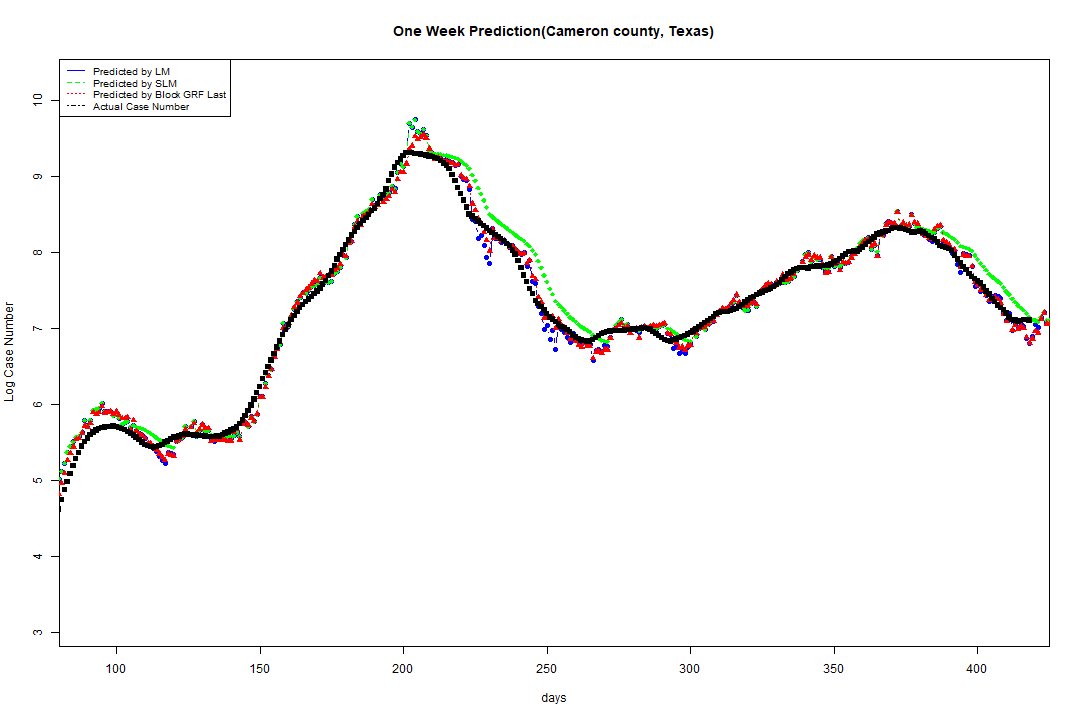 One Week Prediction(Cameron county, Texas)
Predicted by LM
Predicted by SLM
Predicted by Block GRF Last
Actual Case Number
Log Case Number
10
9
8
7
6
5
4
3
100 150 200 250 300 350 400
days